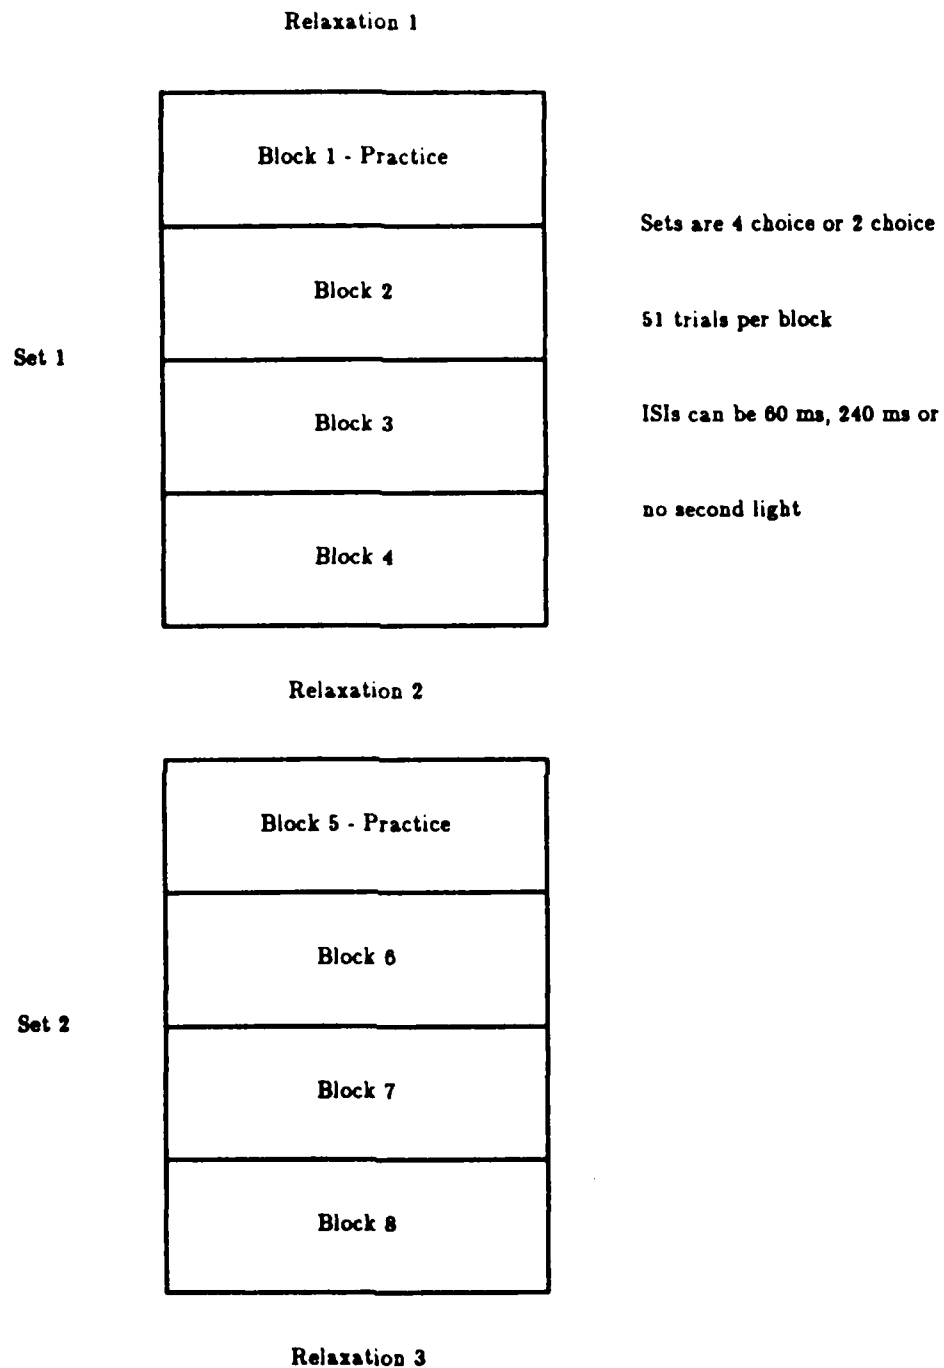 Relaxation 1
Block 1 - Practice
Sets are 4 choice or 2 choice
Block 2
51 trials per block
Set 1
Block 3
ISIs can be 60 ms, 240 ms or
no second light
Block 4
Relaxation 2
Block 5 - Practice
Block 6
Set 2
Block 7
Block 8
Relaxation 3